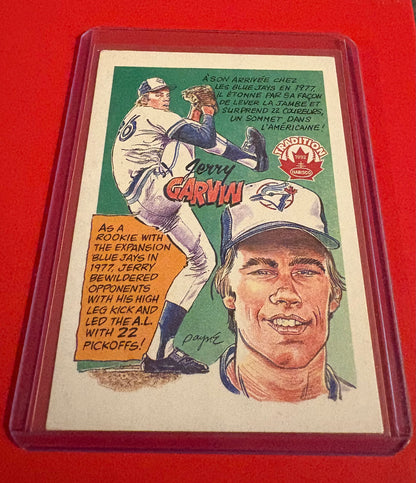 À SON ARRIVÉE CHEZ
LES BLUE JAYS EN 1977
IL ÉTONNE PAR SA FAÇON
DE LEVER LA JAMBE ET
SURPREND 22 COUREURS,
UN SOMMET DANS
L'AMÉRICAINE!
TRADITION
1992
NABISCO
36
Jerry
GARVIN
AS A
ROOKIE WITH
THE EXPANSION
BLUE JAYS IN
1977, JERRY
BEWILDERED
OPPONENTS
WITH HIS HIGH
LEG KICK AND
LED THE A.L.
WITH 22
PICKOFFS!
payne